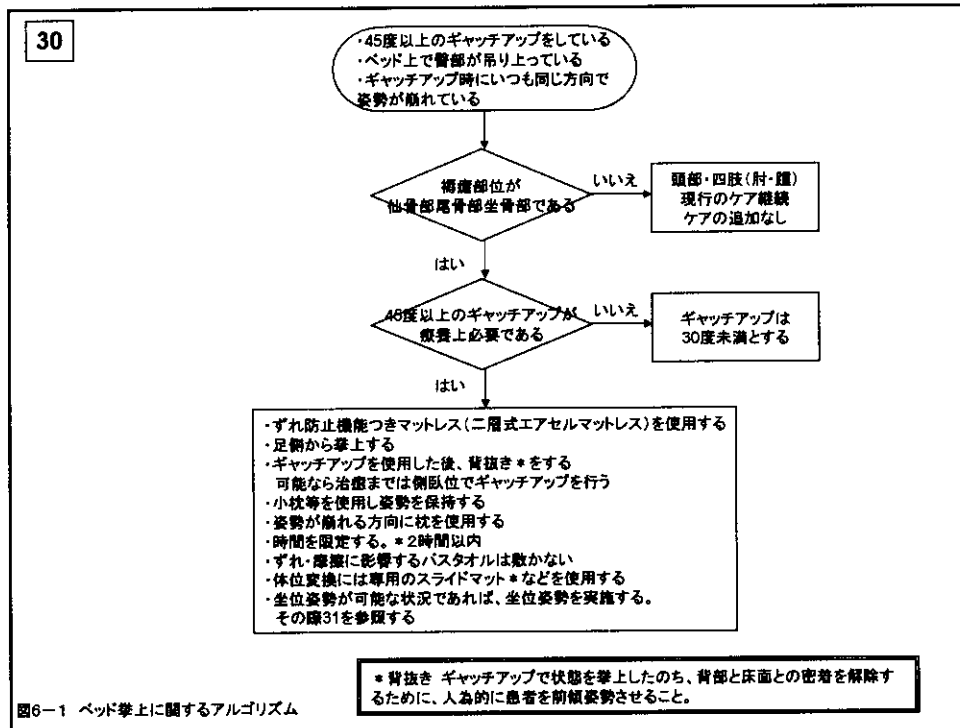 30
・45度以上のギャッチアップをしている
・ベッド上で臀部が吊り上っている
・ギャッチアップ時にいつも同じ方向で
姿勢が崩れている
褥瘡部位が
仙骨部尾骨部坐骨部である
いいえ
頭部・四肢(肘・踵)
現行のケア継続
ケアの追加なし
はい
45度以上のギャッチアップが
療養上必要である
いいえ
ギャッチアップは
30度未満とする
はい
・ずれ防止機能つきマットレス(二層式エアセルマットレス)を使用する
・足側から挙上する
・ギャッチアップを使用した後、背抜き*をする
可能なら治癒までは側臥位でギャッチアップを行う
・小枕等を使用し姿勢を保持する
・姿勢が崩れる方向に枕を使用する
・時間を限定する。*2時間以内
・ずれ・摩擦に影響するバスタオルは敷かない
・体位変換には専用のスライドマット*などを使用する
・坐位姿勢が可能な状況であれば、坐位姿勢を実施する。
その際31を参照する
*背抜き ギャッチアップで状態を挙上したのち、背部と床面との密着を解除す
るために、人為的に患者を前傾姿勢させること。
図6-1 ベッド挙上に関するアルゴリズム